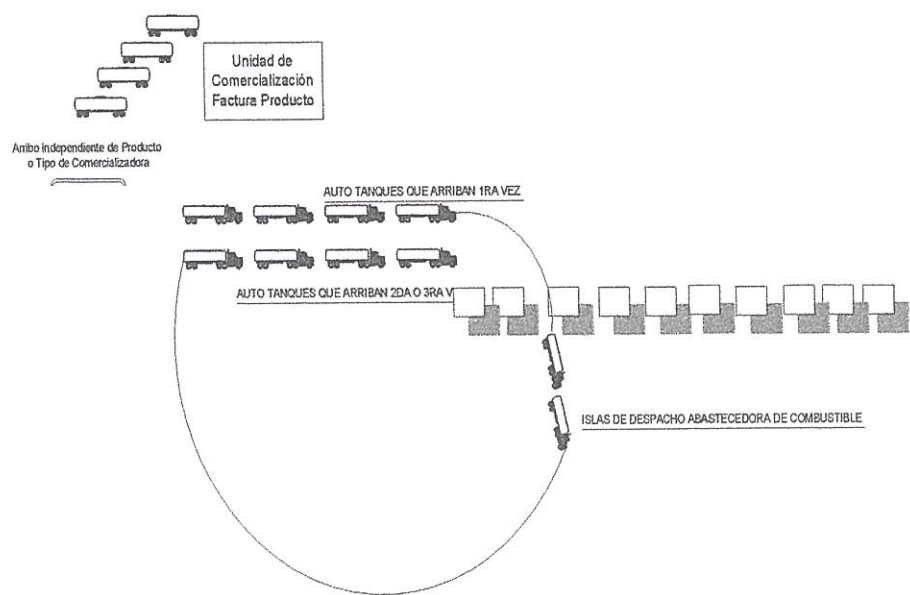 Unidad de
Comercialización
Factura Producto
Arribo Independiente de Producto
o Tipo de Comercializadora
AUTO TANQUES QUE ARRIBAN 1RA VEZ
AUTO TANQUES QUE ARRIBAN 2DA O 3RA V
ISLAS DE DESPACHO ABASTECEDORA DE COMBUSTIBLE